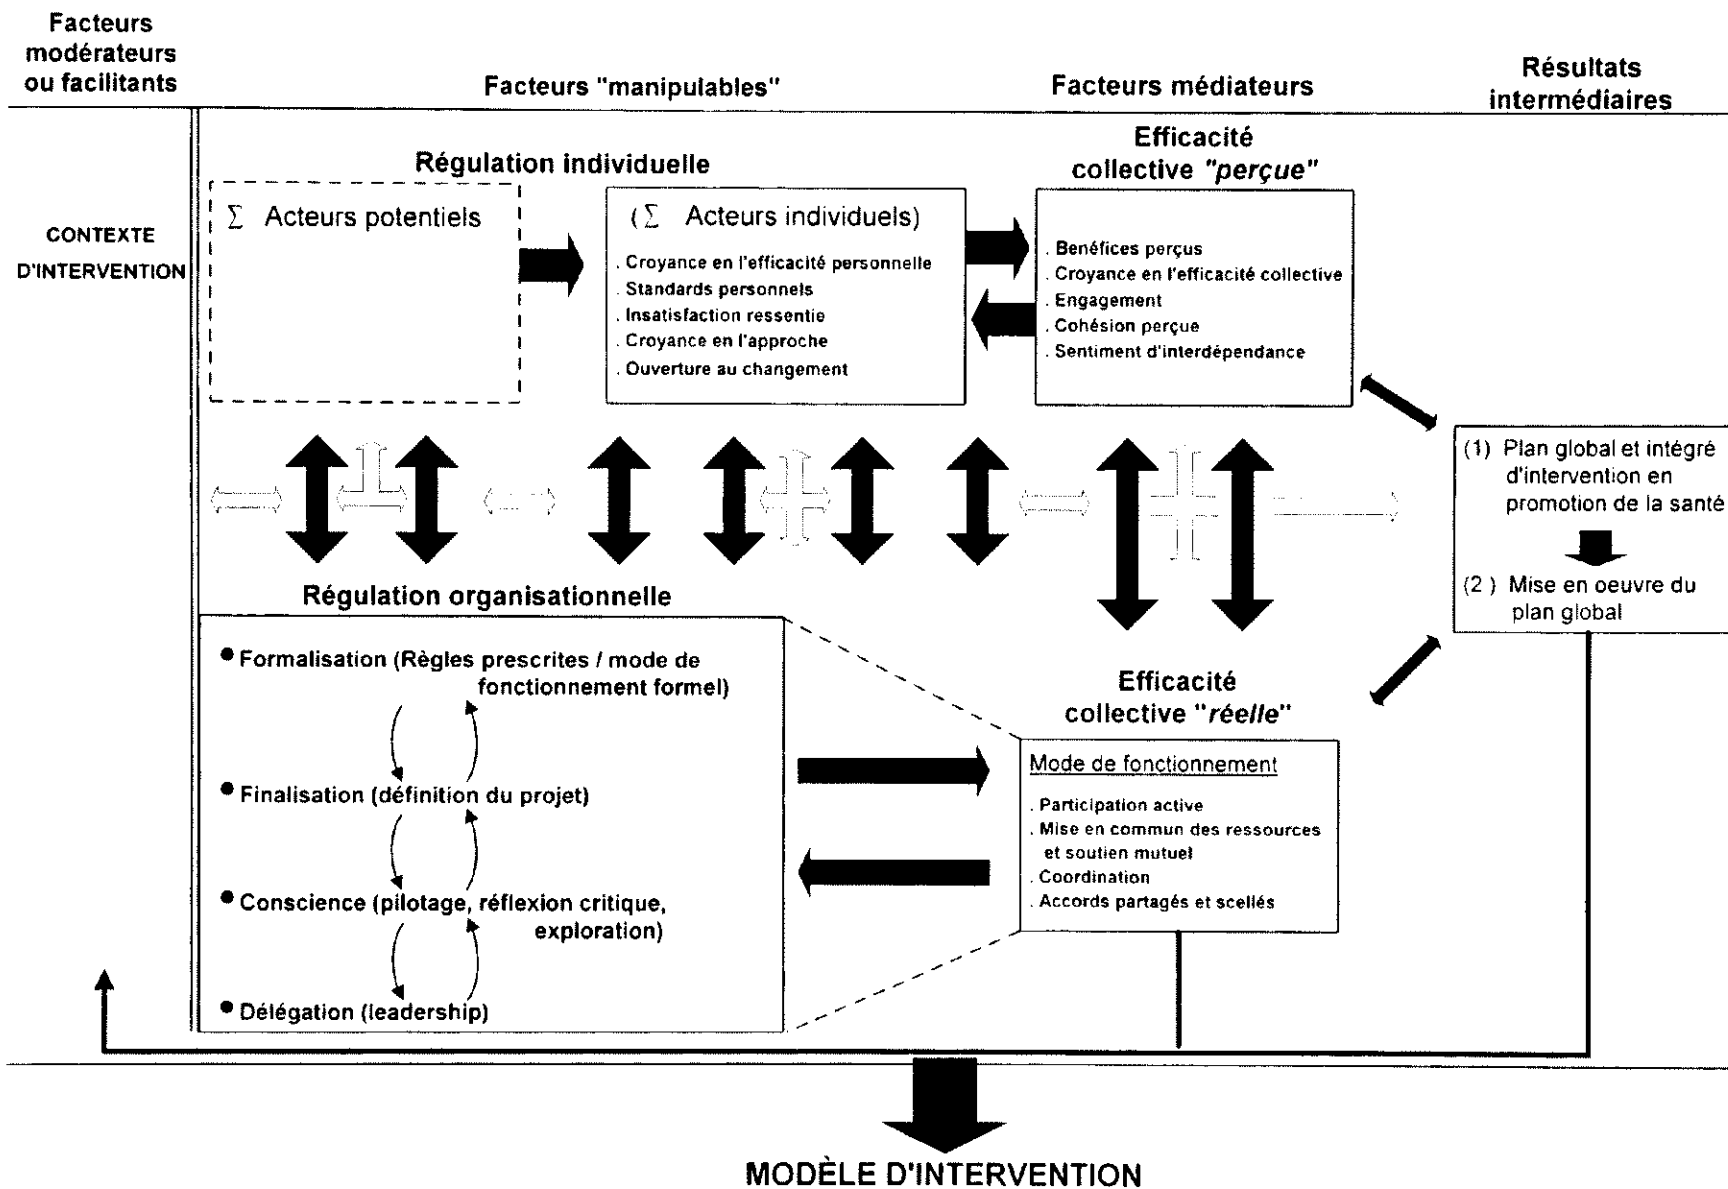 Facteurs
modérateurs
ou facilitants
Facteurs "manipulables"
Facteurs médiateurs
Résultats
intermédiaires
CONTEXTE
D'INTERVENTION
Régulation individuelle
∑ Acteurs potentiels
(∑ Acteurs individuels)
. Croyance en l'efficacité personnelle
. Standards personnels
. Insatisfaction ressentie
. Croyance en l'approche
. Ouverture au changement
Efficacité
collective "perçue"
. Benéfices perçus
. Croyance en l'efficacité collective
. Engagement
. Cohésion perçue
. Sentiment d'interdépendance
(1) Plan global et intégré
d'intervention en
promotion de la santé
(2 ) Mise en oeuvre du
plan global
Régulation organisationnelle
● Formalisation (Règles prescrites / mode de
fonctionnement formel)
● Finalisation (définition du projet)
● Conscience (pilotage, réflexion critique,
exploration)
● Délégation (leadership)
Efficacité
collective "réelle"
Mode de fonctionnement
. Participation active
. Mise en commun des ressources
et soutien mutuel
. Coordination
. Accords partagés et scellés
MODÈLE D'INTERVENTION